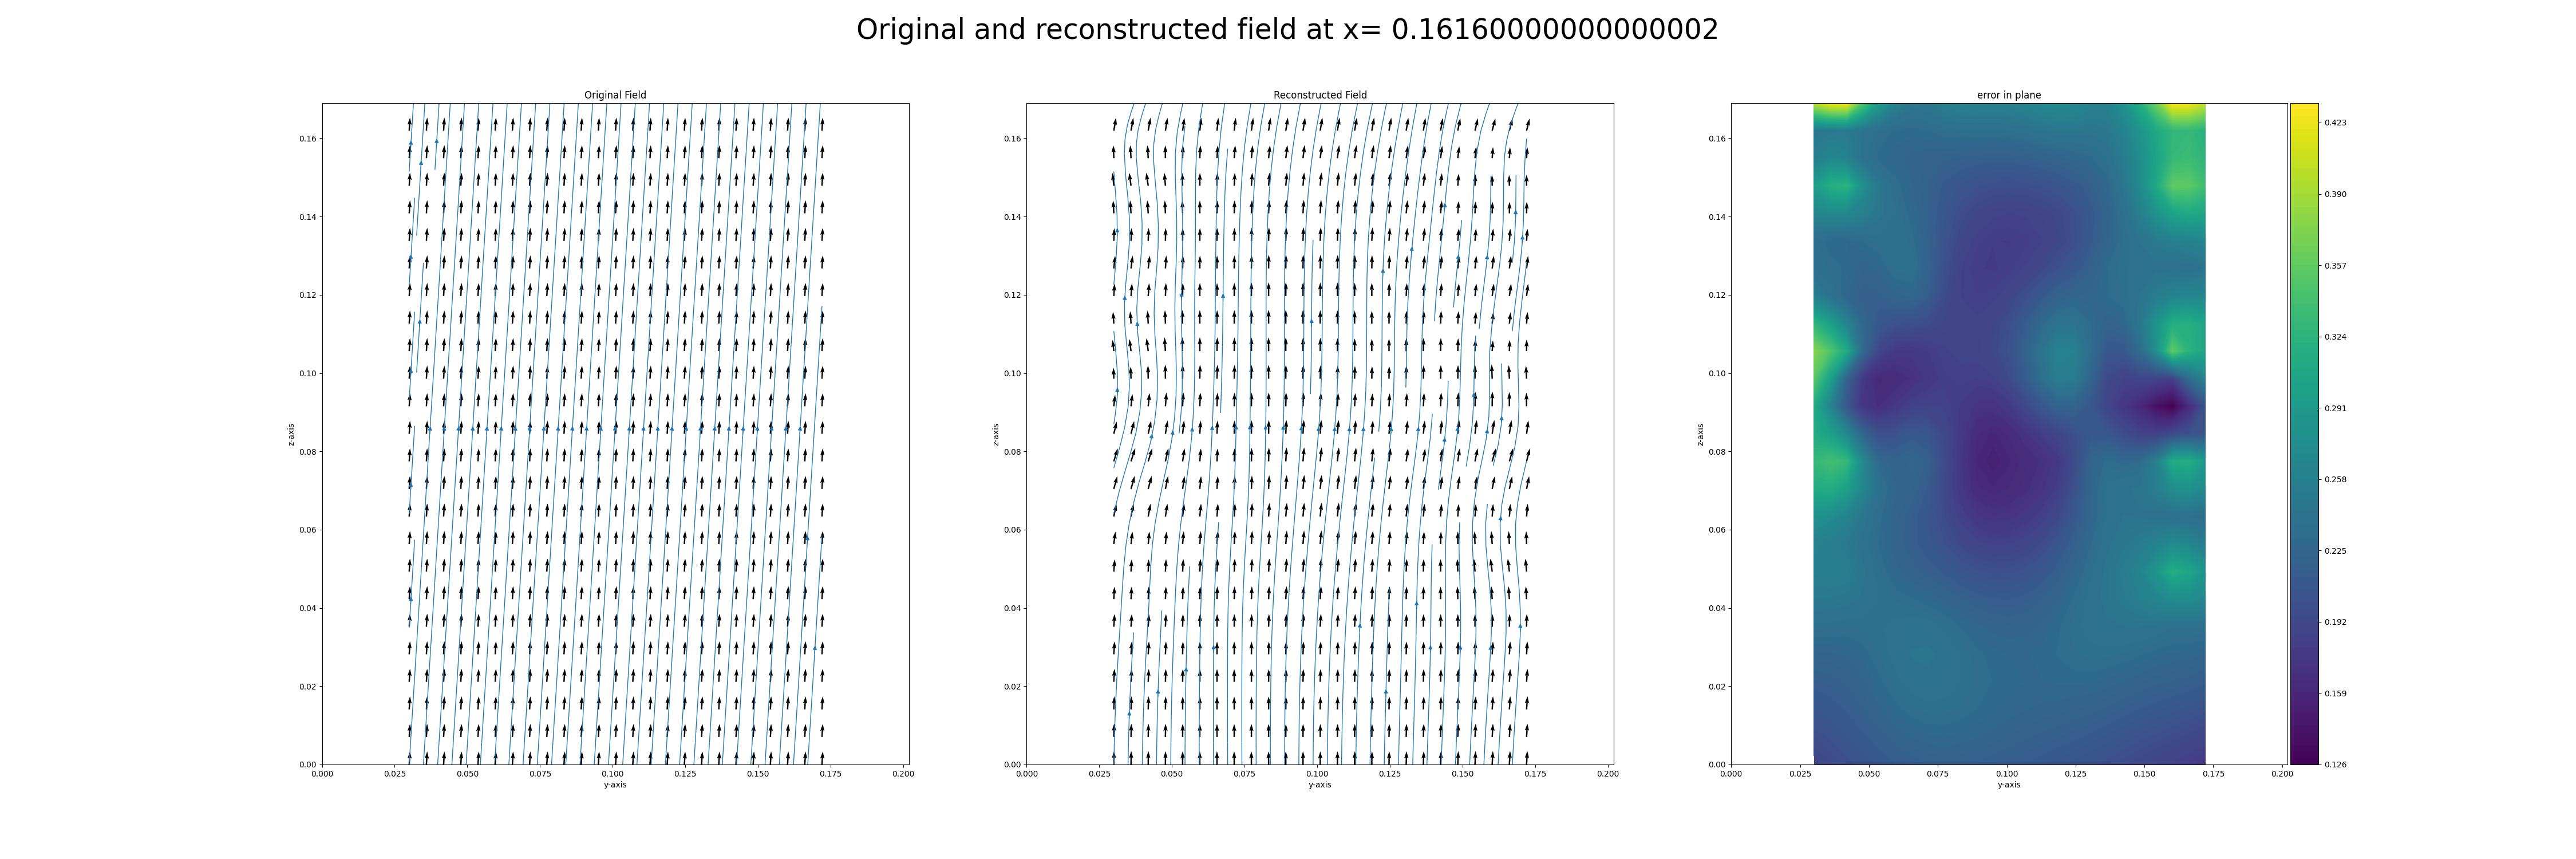 Original and reconstructed field at x= 0.16160000000000002
Original Field
z-axis
0.16
0.14
0.12
0.10
0.08
0.06
0.04
0.02
0.00
0.000 0.025 0.050 0.075 0.100 0.125 0.150 0.175 0.200
y-axis
Reconstructed Field
z-axis
0.16
0.14
0.12
0.10
0.08
0.06
0.04
0.02
0.00
0.000 0.025 0.050 0.075 0.100 0.125 0.150 0.175 0.200
y-axis
error in plane
z-axis
0.16
0.14
0.12
0.10
0.08
0.06
0.04
0.02
0.00
0.000 0.025 0.050 0.075 0.100 0.125 0.150 0.175 0.200
y-axis
0.423
0.390
0.357
0.324
0.291
0.258
0.225
0.192
0.159
0.126